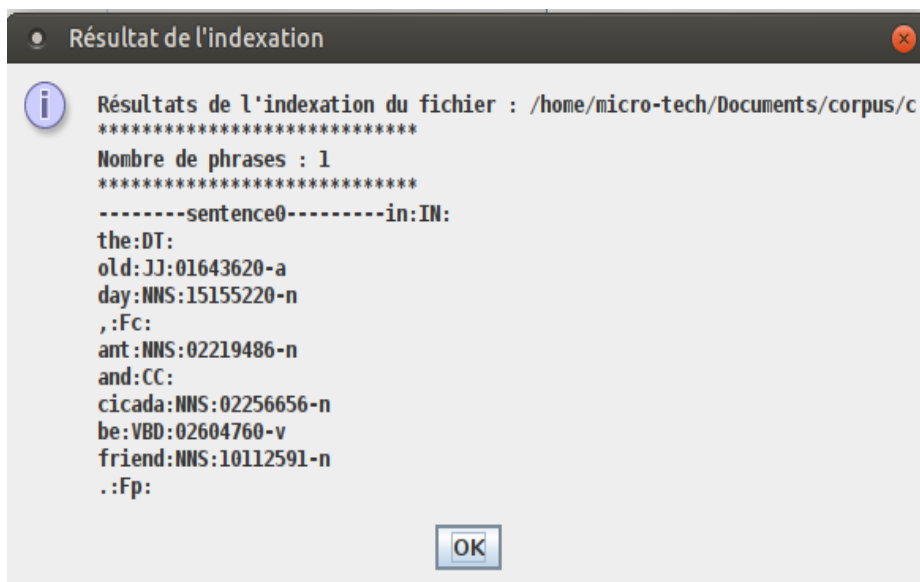 Résultat de l'indexation
Résultats de l'indexation du fichier : /home/micro-tech/Documents/corpus/c
*****************************
Nombre de phrases : 1
*****************************
--------sentence0---------in:IN:
the:DT:
old:JJ:01643620-a
day:NNS:15155220-n
,:Fc:
ant:NNS:02219486-n
and:CC:
cicada:NNS:02256656-n
be:VBD:02604760-v
friend:NNS:10112591-n
.:Fp:
OK